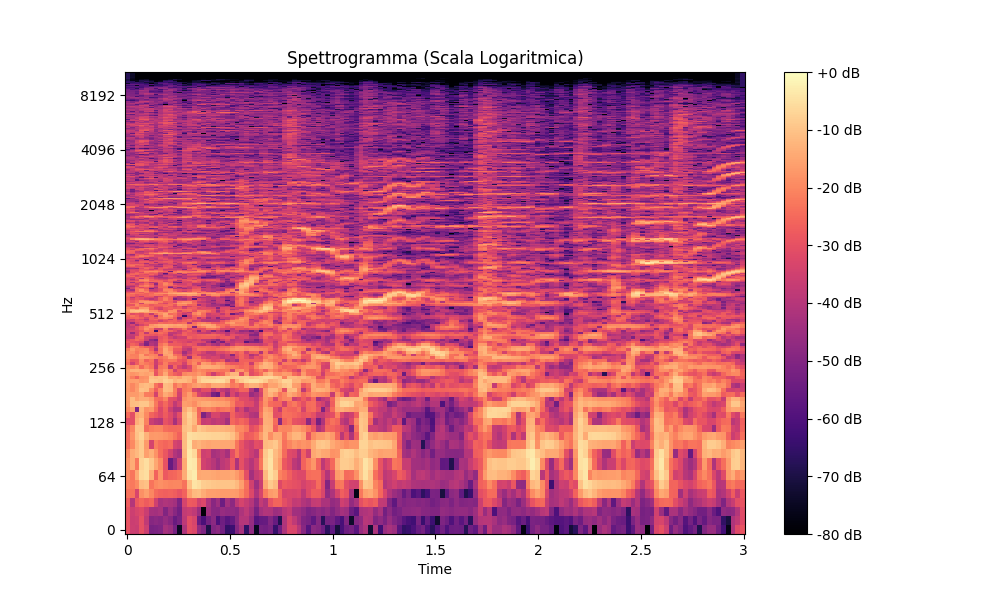 Spettrogramma (Scala Logaritmica)
+0 dB
8192
-10 dB
4096
-20 dB
2048
-30 dB
1024
Hz
-40 dB
512
-50 dB
256
-60 dB
128
-70 dB
64
0
-80 dB
0 0.5 1 1.5 2 2.5 3
Time